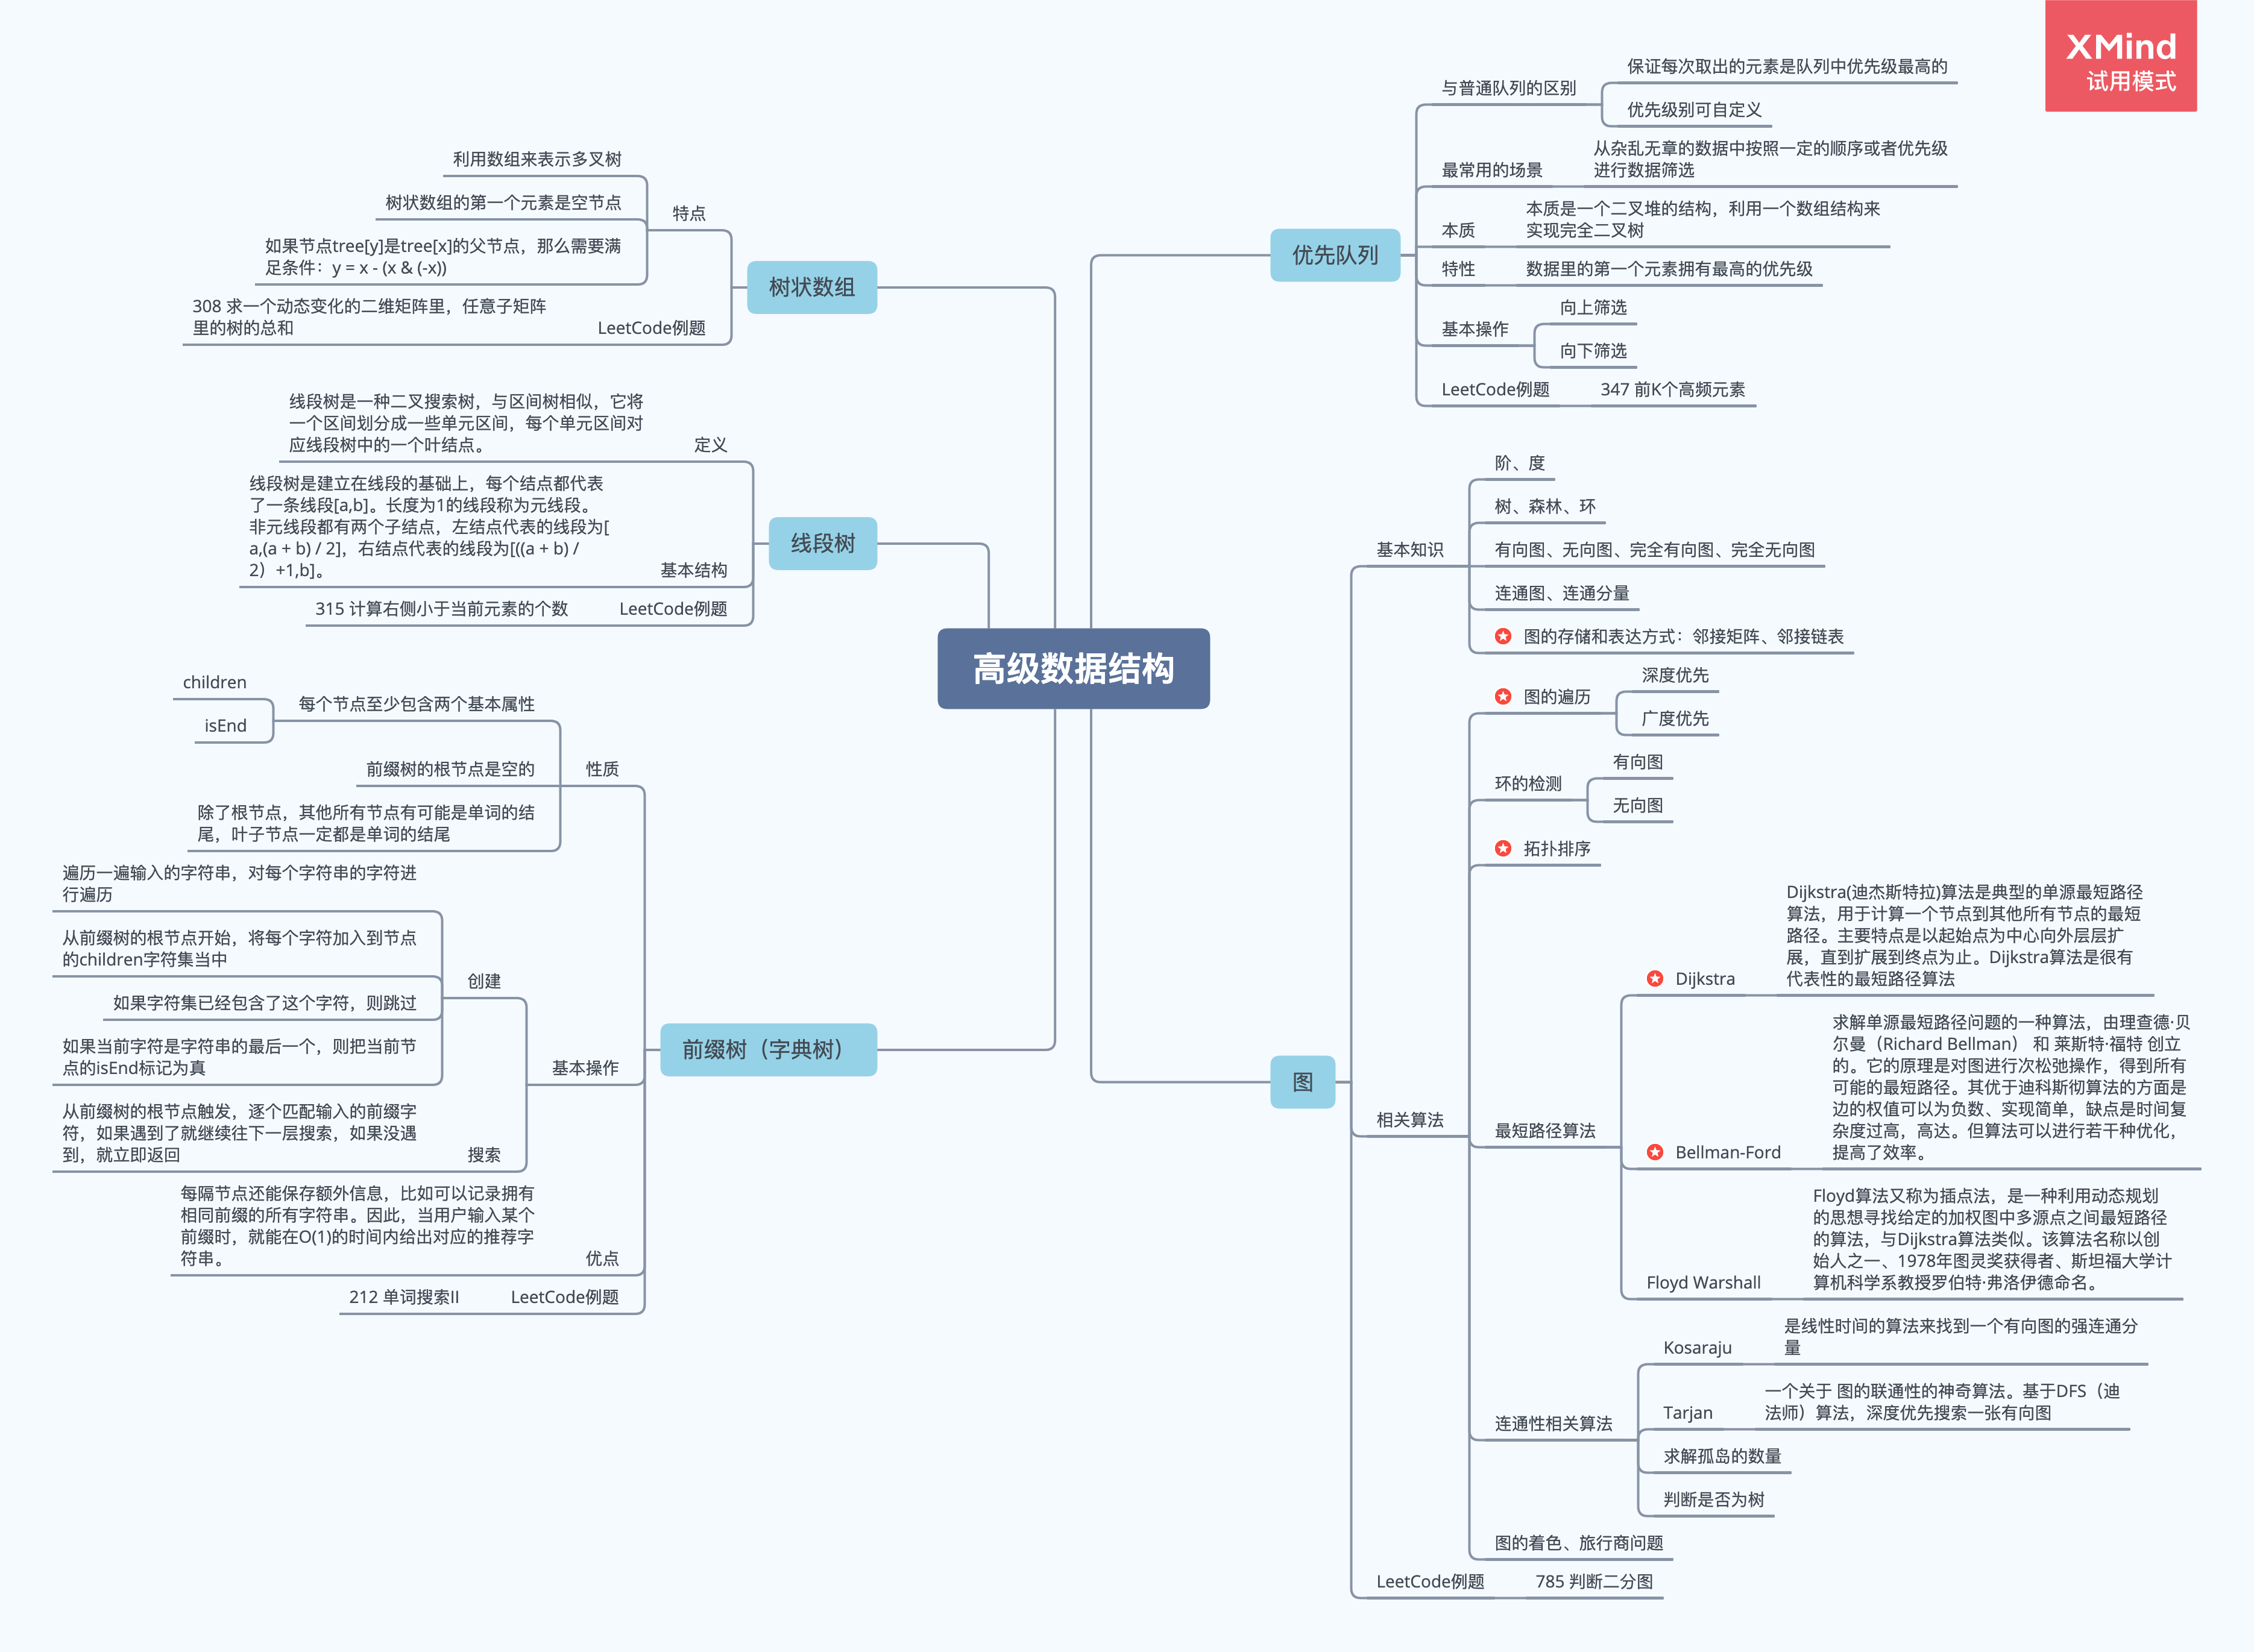 XMind
试用模式
高级数据结构
优先队列
与普通队列的区别
保证每次取出的元素是队列中优先级最高的
优先级别可自定义
最常用的场景
从杂乱无章的数据中按照一定的顺序或者优先级
进行数据筛选
本质
本质是一个二叉堆的结构，利用一个数组结构来
实现完全二叉树
特性
数据里的第一个元素拥有最高的优先级
基本操作
向上筛选
向下筛选
LeetCode例题
347 前K个高频元素
图
基本知识
阶、度
树、森林、环
有向图、无向图、完全有向图、完全无向图
连通图、连通分量
图的存储和表达方式：邻接矩阵、邻接链表
相关算法
图的遍历
深度优先
广度优先
环的检测
有向图
无向图
拓扑排序
最短路径算法
Dijkstra
Dijkstra(迪杰斯特拉)算法是典型的单源最短路径
算法，用于计算一个节点到其他所有节点的最短
路径。主要特点是以起始点为中心向外层层扩
展，直到扩展到终点为止。Dijkstra算法是很有
代表性的最短路径算法
Bellman-Ford
求解单源最短路径问题的一种算法，由理查德·贝
尔曼（Richard Bellman） 和 莱斯特·福特 创立
的。它的原理是对图进行次松弛操作，得到所有
可能的最短路径。其优于迪科斯彻算法的方面是
边的权值可以为负数、实现简单，缺点是时间复
杂度过高，高达。但算法可以进行若干种优化，
提高了效率。
Floyd Warshall
Floyd算法又称为插点法，是一种利用动态规划
的思想寻找给定的加权图中多源点之间最短路径
的算法，与Dijkstra算法类似。该算法名称以创
始人之一、1978年图灵奖获得者、斯坦福大学计
算机科学系教授罗伯特·弗洛伊德命名。
连通性相关算法
Kosaraju
是线性时间的算法来找到一个有向图的强连通分
量
Tarjan
一个关于 图的联通性的神奇算法。基于DFS（迪
法师）算法，深度优先搜索一张有向图
求解孤岛的数量
判断是否为树
图的着色、旅行商问题
LeetCode例题
785 判断二分图
树状数组
特点
利用数组来表示多叉树
树状数组的第一个元素是空节点
如果节点tree[y]是tree[x]的父节点，那么需要满
足条件：y = x - (x & (-x))
LeetCode例题
308 求一个动态变化的二维矩阵里，任意子矩阵
里的树的总和
线段树
定义
线段树是一种二叉搜索树，与区间树相似，它将
一个区间划分成一些单元区间，每个单元区间对
应线段树中的一个叶结点。
基本结构
线段树是建立在线段的基础上，每个结点都代表
了一条线段[a,b]。长度为1的线段称为元线段。
非元线段都有两个子结点，左结点代表的线段为[
a,(a + b) / 2]，右结点代表的线段为[((a + b) /
2）+1,b]。
LeetCode例题
315 计算右侧小于当前元素的个数
前缀树（字典树）
性质
每个节点至少包含两个基本属性
children
isEnd
前缀树的根节点是空的
除了根节点，其他所有节点有可能是单词的结
尾，叶子节点一定都是单词的结尾
基本操作
创建
遍历一遍输入的字符串，对每个字符串的字符进
行遍历
从前缀树的根节点开始，将每个字符加入到节点
的children字符集当中
如果字符集已经包含了这个字符，则跳过
如果当前字符是字符串的最后一个，则把当前节
点的isEnd标记为真
搜索
从前缀树的根节点触发，逐个匹配输入的前缀字
符，如果遇到了就继续往下一层搜索，如果没遇
到，就立即返回
优点
每隔节点还能保存额外信息，比如可以记录拥有
相同前缀的所有字符串。因此，当用户输入某个
前缀时，就能在O(1)的时间内给出对应的推荐字
符串。
LeetCode例题
212 单词搜索II